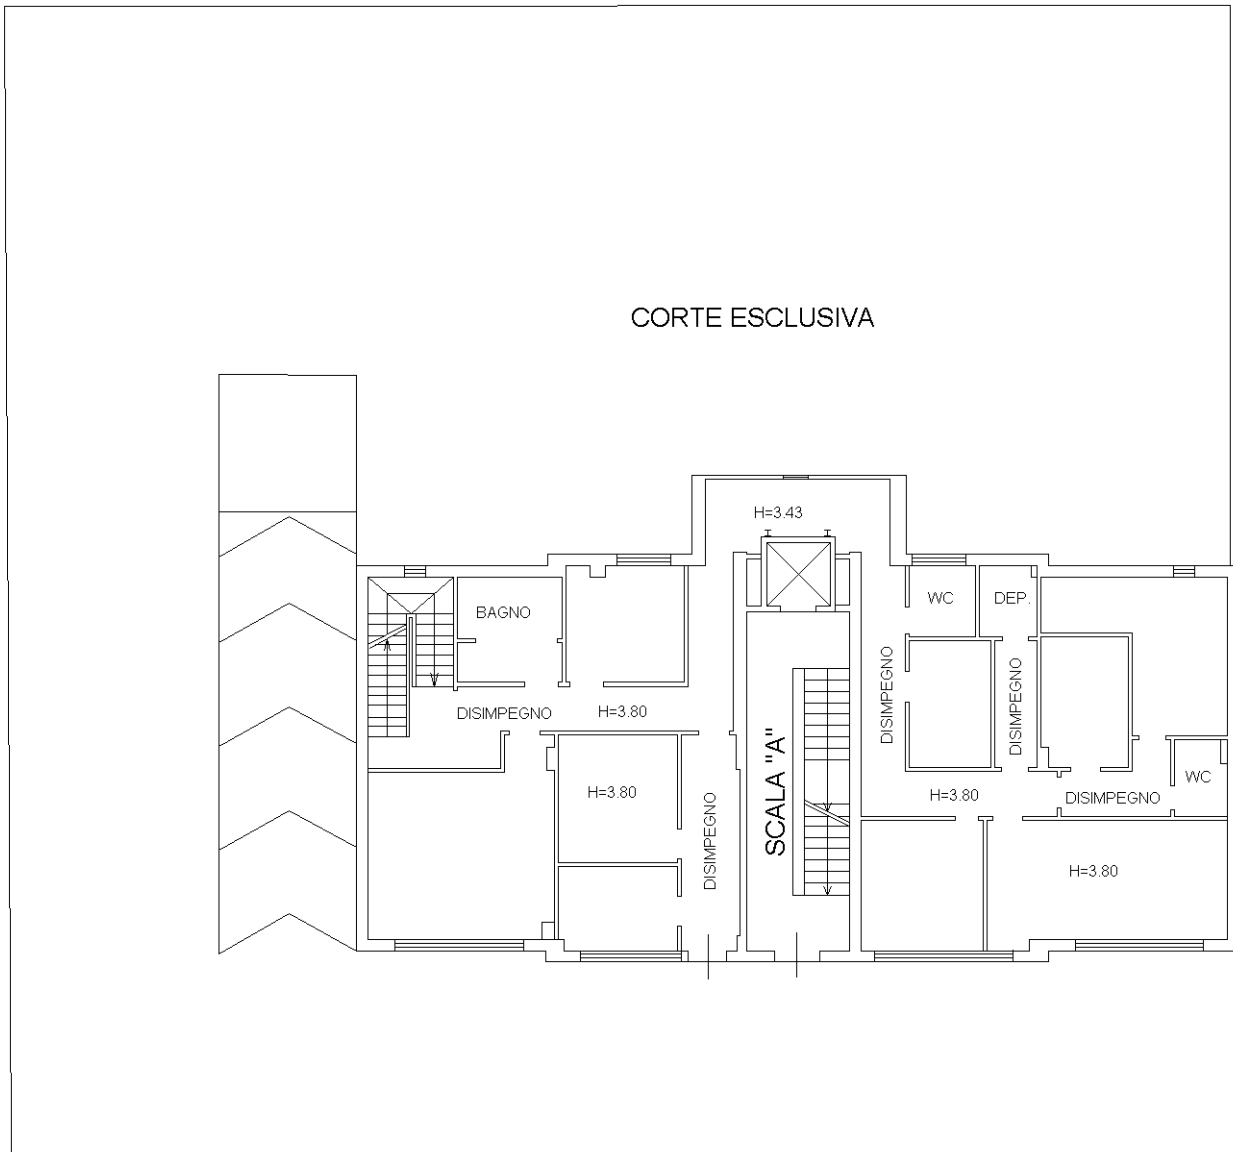 CORTE ESCLUSIVA
H=3.43
BAGNO
WC
DEP.
DISIMPEGNO
H=3.80
DISIMPEGNO
DISIMPEGNO
SCALA "A"
H=3.80
DISIMPEGNO
H=3.80
DISIMPEGNO
WC
H=3.80